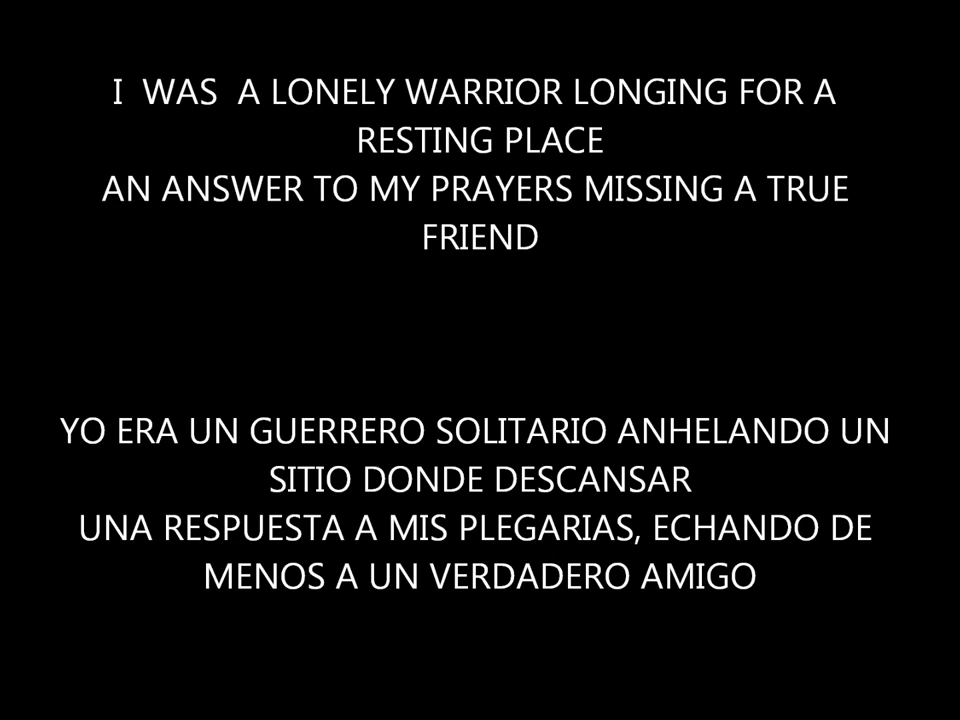 I  WAS  A LONELY WARRIOR LONGING FOR A
RESTING PLACE
AN ANSWER TO MY PRAYERS MISSING A TRUE
FRIEND
YO ERA UN GUERRERO SOLITARIO ANHELANDO UN
SITIO DONDE DESCANSAR
UNA RESPUESTA A MIS PLEGARIAS, ECHANDO DE
MENOS A UN VERDADERO AMIGO